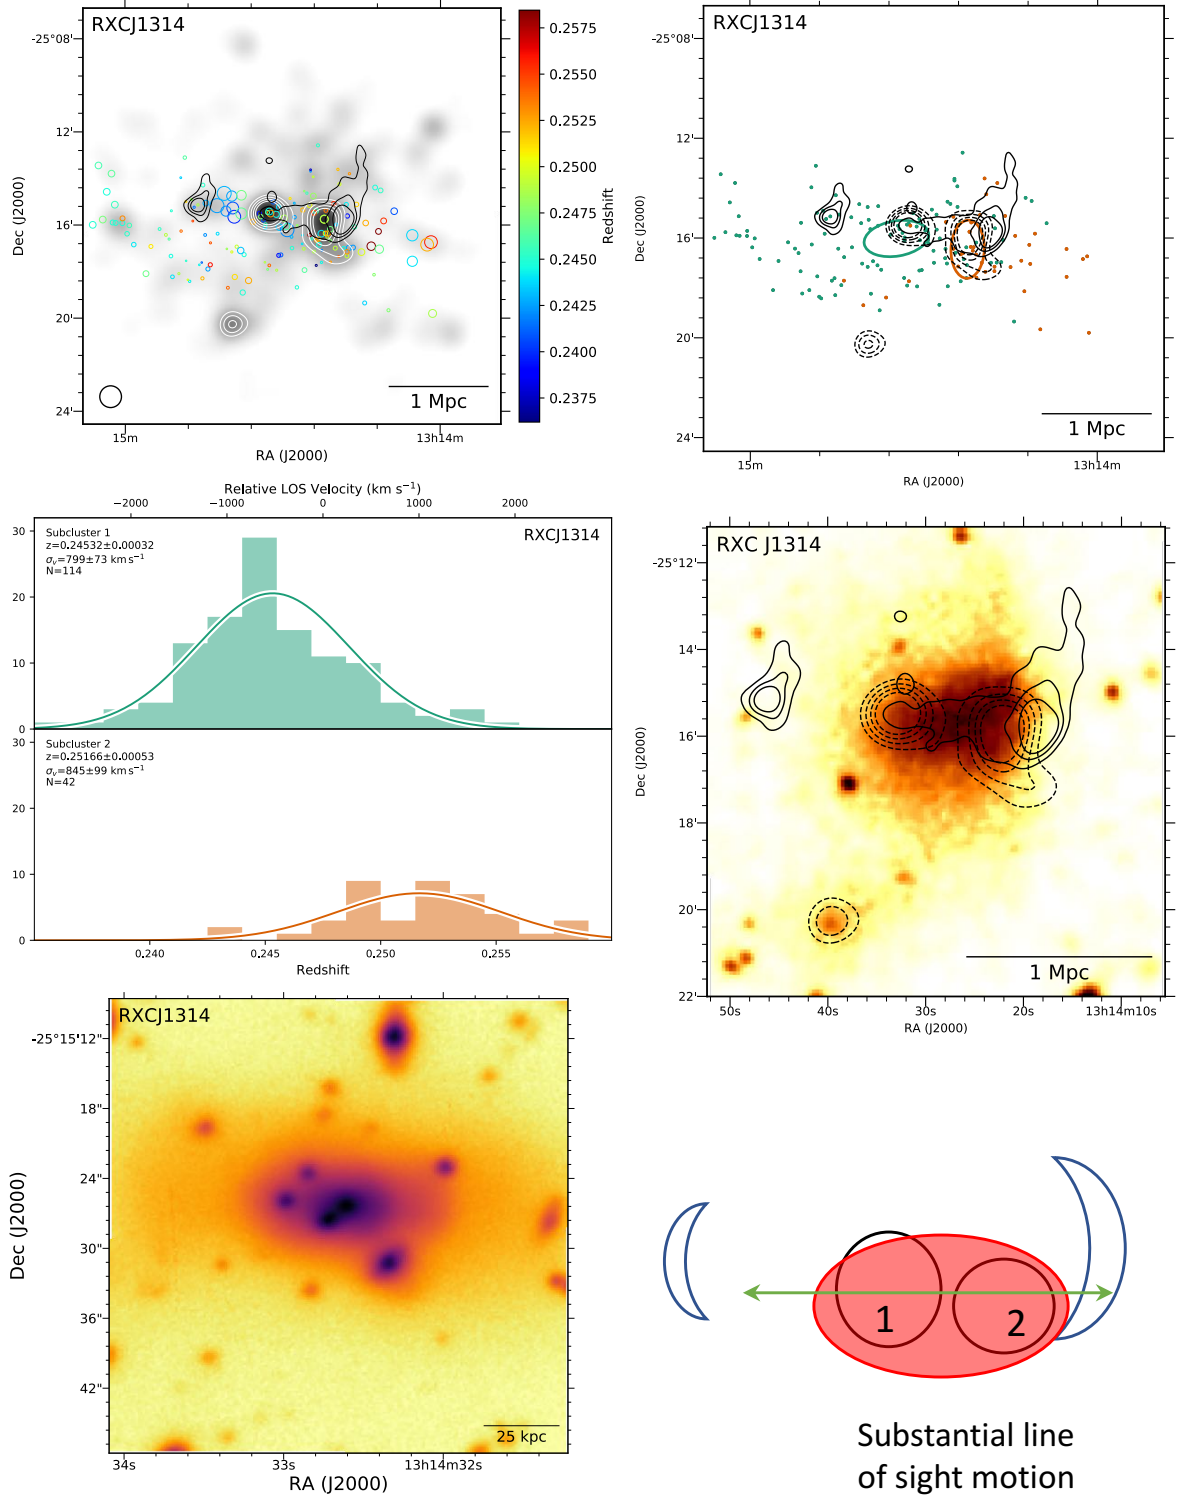 RXCJ1314
-25°08'
12'
16'
20'
24'
Dec (J2000)
15m
13h14m
RA (J2000)
1 Mpc
0.2575
0.2550
0.2525
0.2500
0.2475
0.2450
0.2425
0.2400
0.2375
Redshift
RXCJ1314
-25°08'
12'
16'
20'
24'
Dec (J2000)
15m
13h14m
RA (J2000)
1 Mpc
Relative LOS Velocity (km s⁻¹)
−2000
−1000
0
1000
2000
Subcluster 1
z=0.24532±0.00032
σᵥ=799±73 km s⁻¹
N=114
RXCJ1314
30
20
10
0
Subcluster 2
z=0.25166±0.00053
σᵥ=845±99 km s⁻¹
N=42
30
20
10
0
0.240
0.245
0.250
0.255
Redshift
RXC J1314
-25°12'
14'
16'
18'
20'
22'
Dec (J2000)
50s
40s
30s
20s
13h14m10s
RA (J2000)
1 Mpc
RXCJ1314
-25°15'12"
18"
24"
30"
36"
42"
Dec (J2000)
34s
33s
13h14m32s
RA (J2000)
25 kpc
1
2
Substantial line
of sight motion